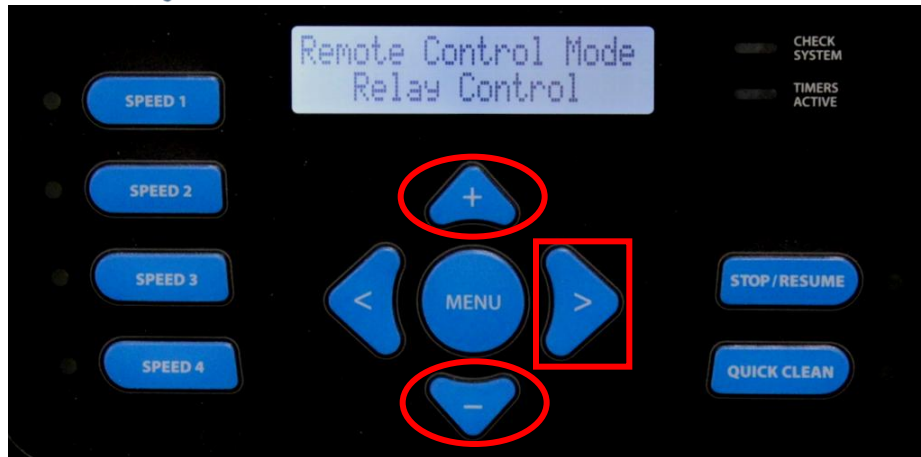 Remote Control Mode
Relay Control
CHECK
SYSTEM
TIMERS
ACTIVE
SPEED 1
SPEED 2
SPEED 3
SPEED 4
+
<
MENU
>
−
STOP/RESUME
QUICK CLEAN